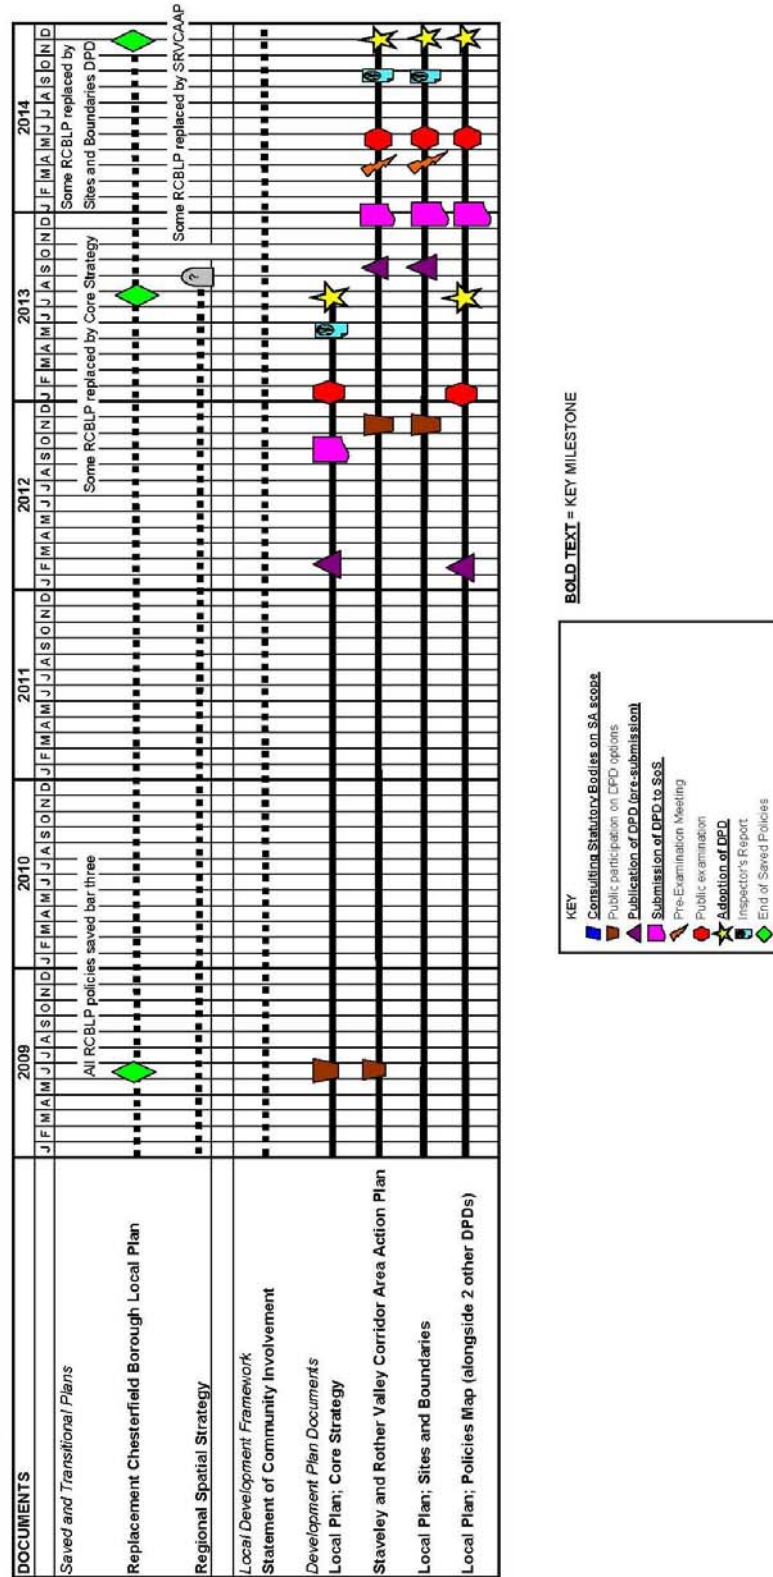 DOCUMENTS 2009 2010 2011 2012 2013 2014
J F M A M J J A S O N D J F M A M J J A S O N D J F M A M J J A S O N D J F M A M J J A S O N D J F M A M J J A S O N D J F M A M J J A S O N D
Saved and Transitional Plans
All RCBLP policies saved bar three
Some RCBLP replaced by Core Strategy
Some RCBLP replaced by
Sites and Boundaries DPD
Replacement Chesterfield Borough Local Plan
Some RCBLP replaced by SRVCAAP
Regional Spatial Strategy
?
Local Development Framework
Statement of Community Involvement
Development Plan Documents
Local Plan; Core Strategy
Staveley and Rother Valley Corridor Area Action Plan
Local Plan; Sites and Boundaries
Local Plan; Policies Map (alongside 2 other DPDs)
KEY
Consulting Statutory Bodies on SA scope
Public participation on DPD options
Publication of DPD (pre-submission)
Submission of DPD to SoS
Pre-Examination Meeting
Public examination
Adoption of DPD
Inspector's Report
End of Saved Policies
BOLD TEXT = KEY MILESTONE